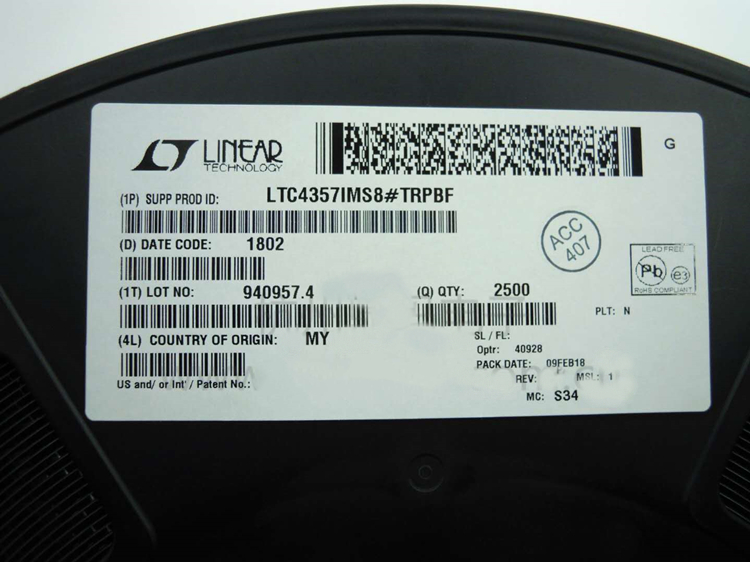 LT LINEAR
TECHNOLOGY
G
(1P) SUPP PROD ID: LTC4357IMS8#TRPBF
(D) DATE CODE: 1802
ACC
407
LEAD FREE
Pb e3
RoHS COMPLIANT
(1T) LOT NO: 940957.4
(Q) QTY: 2500
PLT: N
(4L) COUNTRY OF ORIGIN: MY
SL / FL:
Optr: 40928
PACK DATE: 09FEB18
US and/ or Int' / Patent No.:
REV: MSL: 1
MC: S34